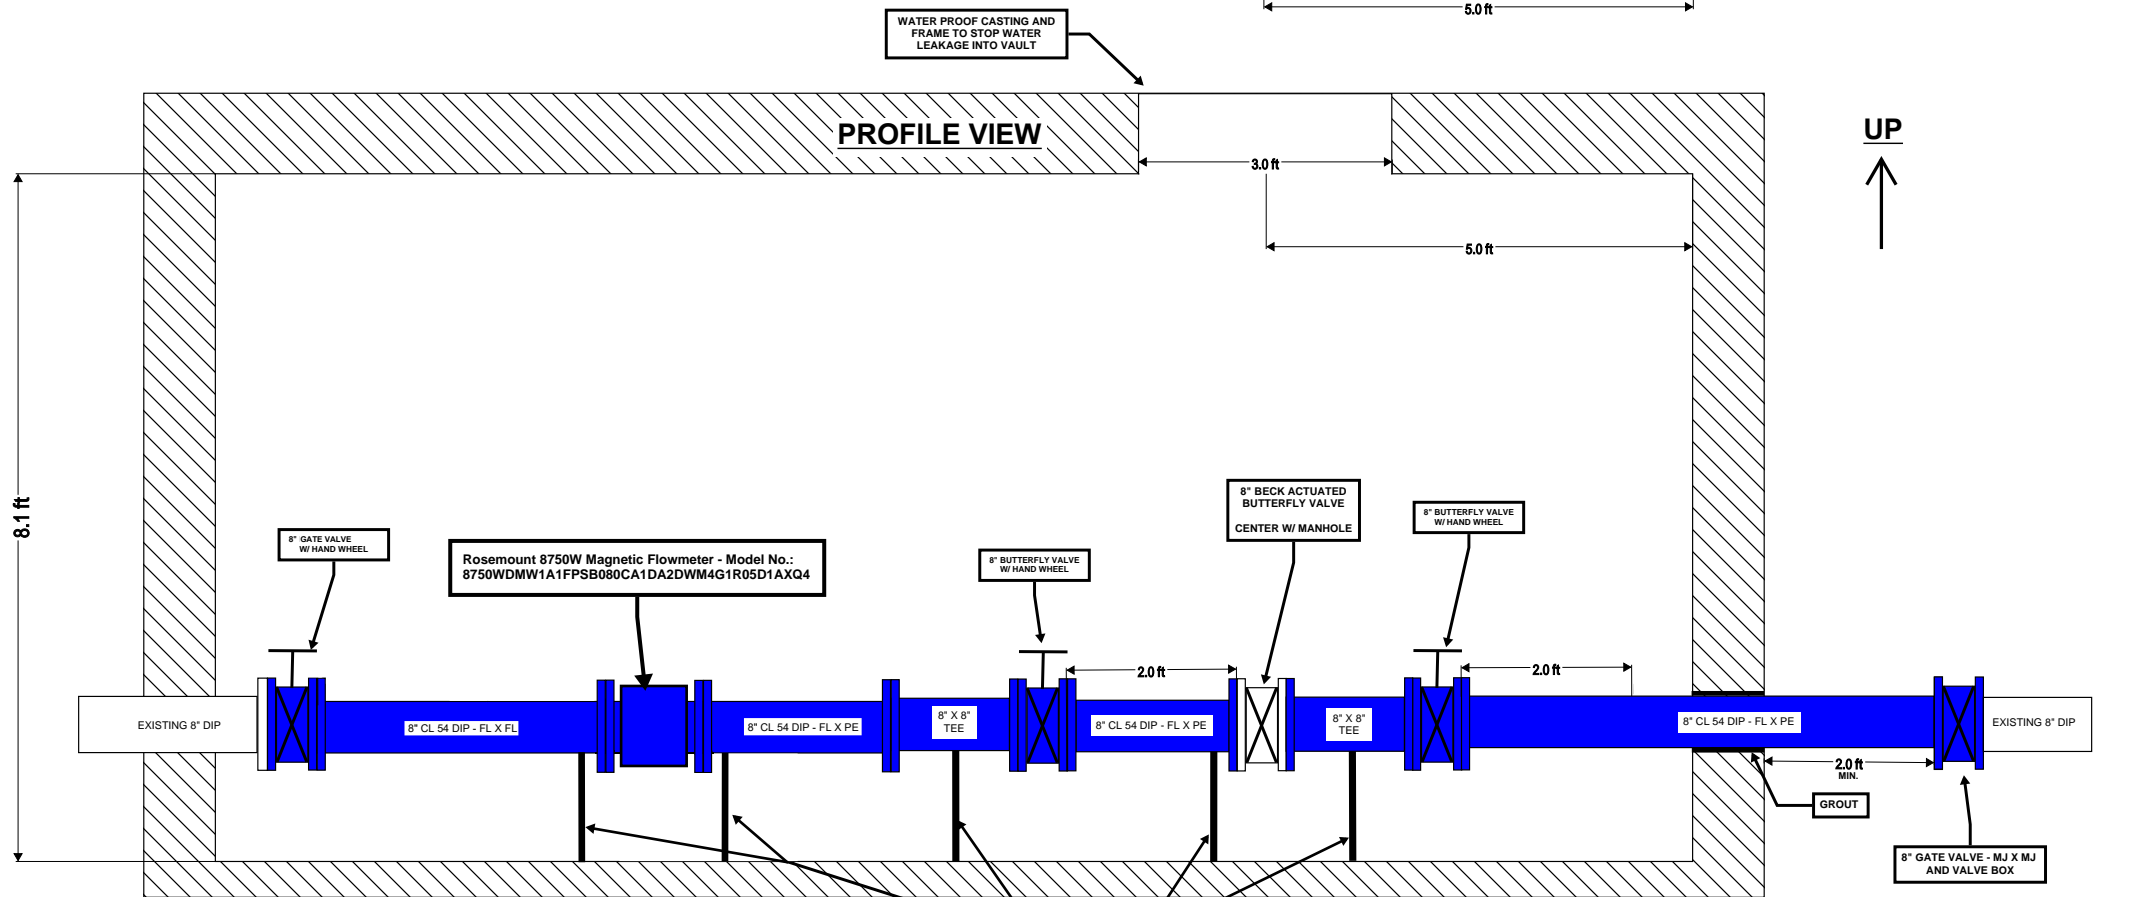 5.0 ft
WATER PROOF CASTING AND
FRAME TO STOP WATER
LEAKAGE INTO VAULT
PROFILE VIEW
UP
3.0 ft
5.0 ft
8.1 ft
8" GATE VALVE
W/ HAND WHEEL
Rosemount 8750W Magnetic Flowmeter - Model No.:
8750WDMW1A1FPSB080CA1DA2DWM4G1R05D1AXQ4
8" BUTTERFLY VALVE
W/ HAND WHEEL
8" BECK ACTUATED
BUTTERFLY VALVE
CENTER W/ MANHOLE
8" BUTTERFLY VALVE
W/ HAND WHEEL
2.0 ft
2.0 ft
EXISTING 8" DIP
8" CL 54 DIP - FL X FL
8" CL 54 DIP - FL X PE
8" X 8"
TEE
8" CL 54 DIP - FL X PE
8" X 8"
TEE
8" CL 54 DIP - FL X PE
EXISTING 8" DIP
2.0 ft
MIN.
GROUT
8" GATE VALVE - MJ X MJ
AND VALVE BOX